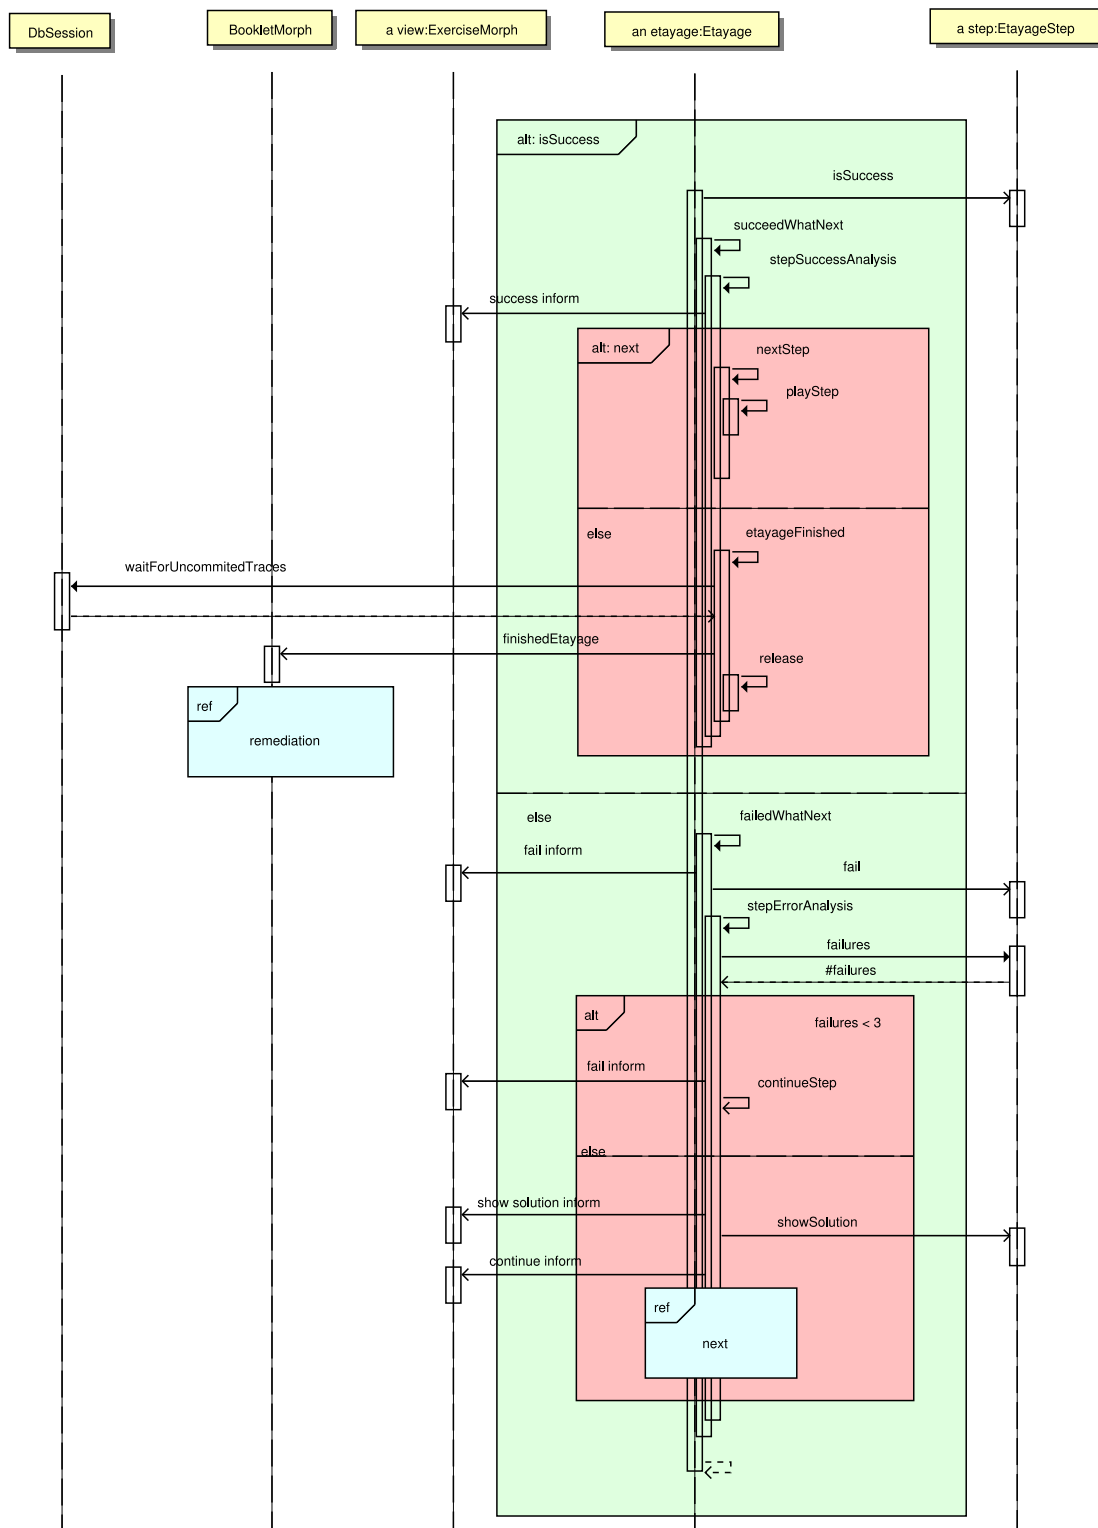 DbSession
BookletMorph
a view:ExerciseMorph
an etayage:Etayage
a step:EtayageStep
alt: isSuccess
isSuccess
succeedWhatNext
stepSuccessAnalysis
success inform
alt: next
nextStep
playStep
else
etayageFinished
waitForUncommitedTraces
finishedEtayage
release
ref
remediation
else
failedWhatNext
fail inform
fail
stepErrorAnalysis
failures
#failures
alt
failures < 3
fail inform
continueStep
else
show solution inform
showSolution
continue inform
ref
next